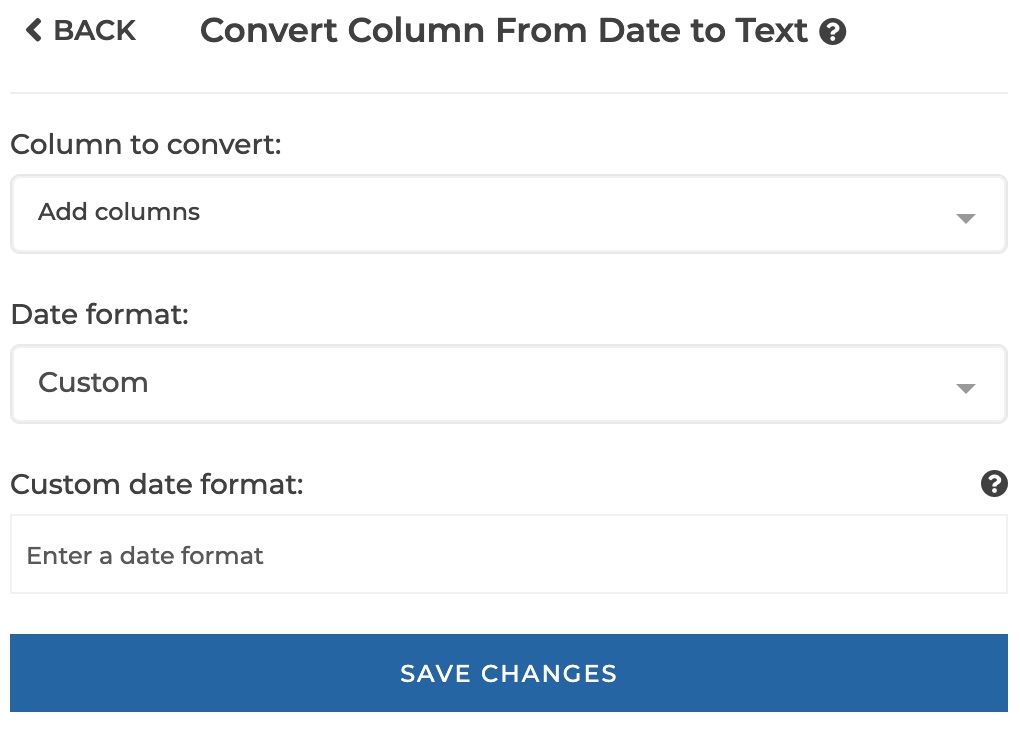 BACK Convert Column From Date to Text ?
Column to convert:
Add columns
Date format:
Custom
Custom date format: ?
Enter a date format
SAVE CHANGES